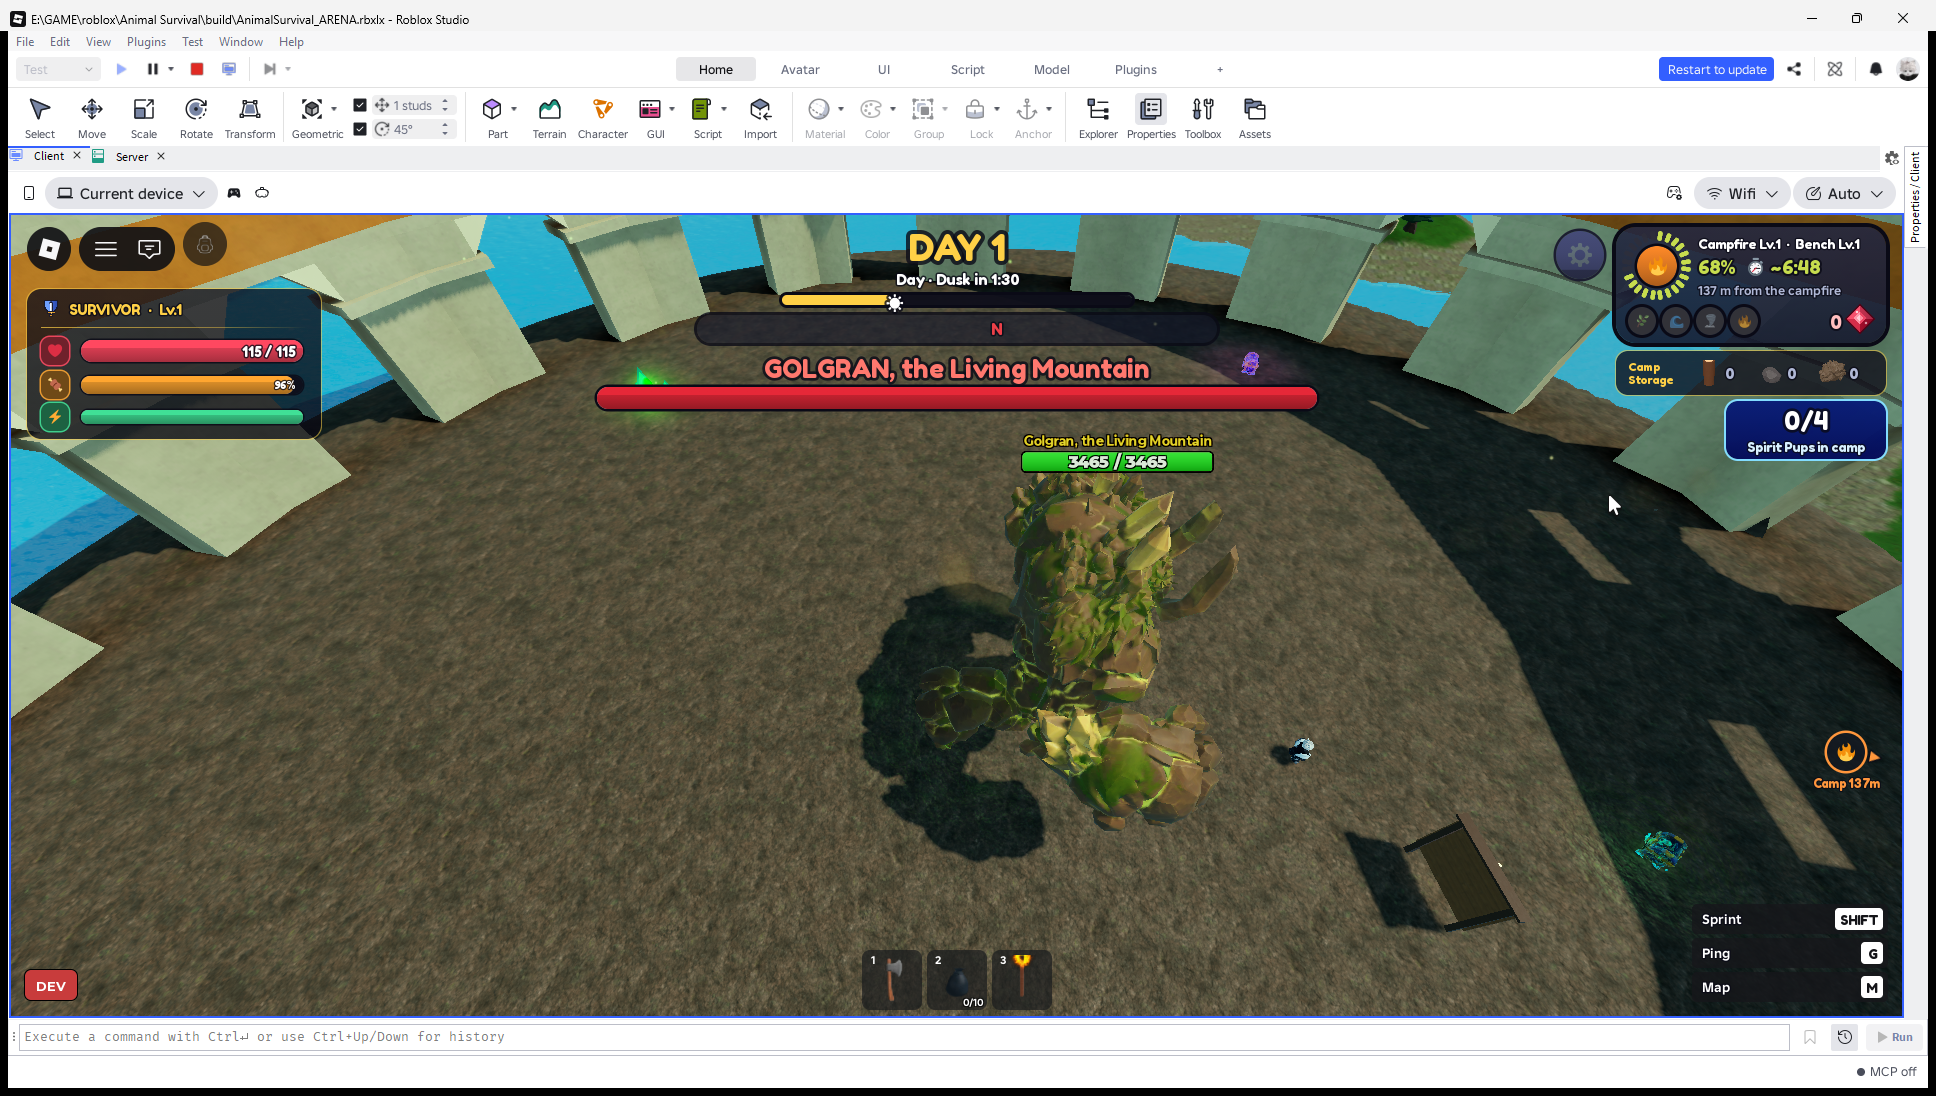 E:\GAME\roblox\Animal Survival\build\AnimalSurvival_ARENA.rbxlx - Roblox Studio
File Edit View Plugins Test Window Help
Test Home Avatar UI Script Model Plugins + Restart to update
1 studs
45°
Select Move Scale Rotate Transform Geometric Part Terrain Character GUI Script Import Material Color Group Lock Anchor Explorer Properties Toolbox Assets
Client Server
Properties / Client
Current device Wifi Auto
DAY 1
Day · Dusk in 1:30
N
GOLGRAN, the Living Mountain
Golgran, the Living Mountain
3465 / 3465
SURVIVOR · Lv.1
115 / 115
96%
Campfire Lv.1 · Bench Lv.1
68% ~6:48
137 m from the campfire
0
Camp Storage 0 0 0
0/4
Spirit Pups in camp
Camp 137m
Sprint SHIFT
Ping G
Map M
DEV
1 2 3
0/10
Execute a command with Ctrl↵ or use Ctrl+Up/Down for history
Run
MCP off